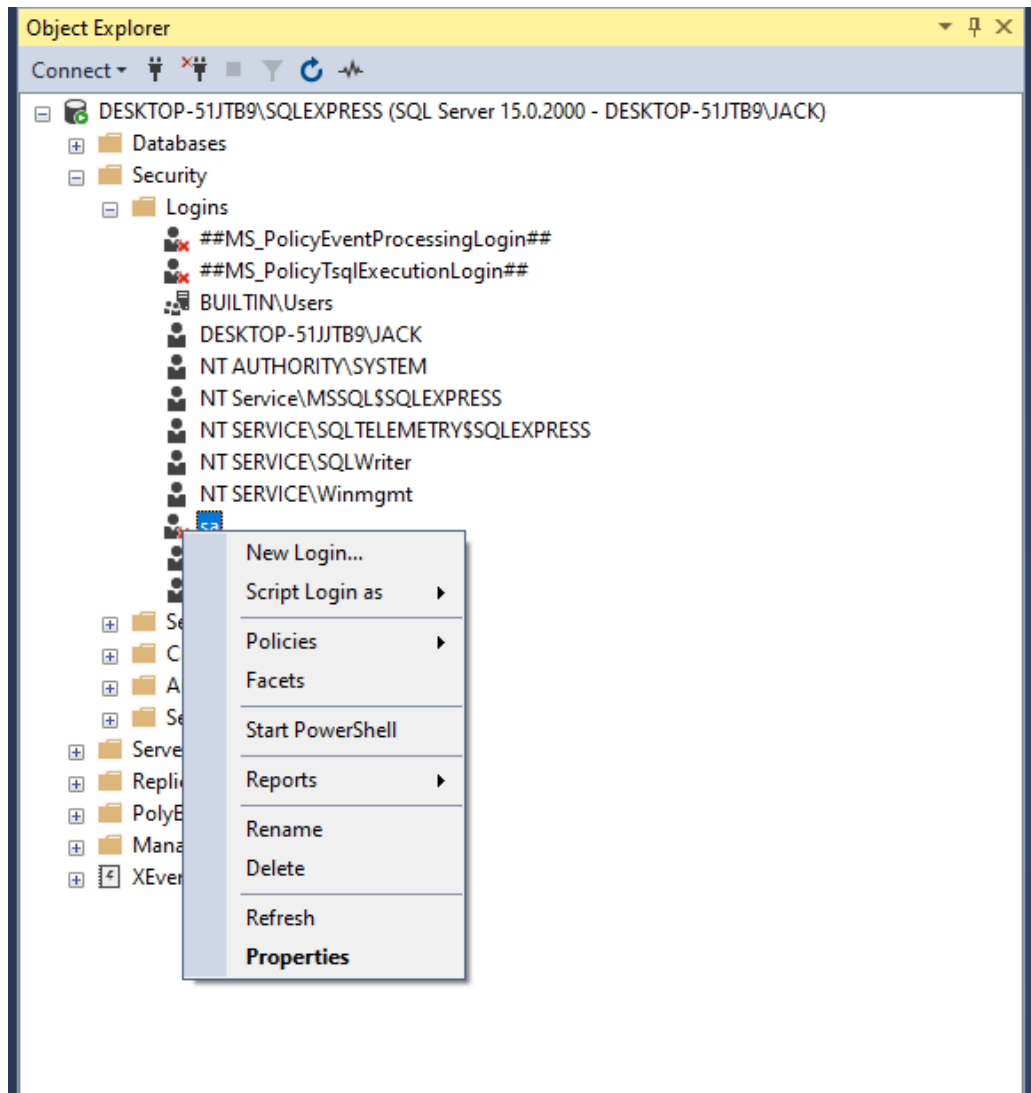 Object Explorer
Connect
DESKTOP-51JTB9\SQLEXPRESS (SQL Server 15.0.2000 - DESKTOP-51JTB9\JACK)
Databases
Security
Logins
##MS_PolicyEventProcessingLogin##
##MS_PolicyTsqlExecutionLogin##
BUILTIN\Users
DESKTOP-51JJTB9\JACK
NT AUTHORITY\SYSTEM
NT Service\MSSQL$SQLEXPRESS
NT SERVICE\SQLTELEMETRY$SQLEXPRESS
NT SERVICE\SQLWriter
NT SERVICE\Winmgmt
sa
New Login...
Script Login as
Policies
Facets
Start PowerShell
Reports
Rename
Delete
Refresh
Properties